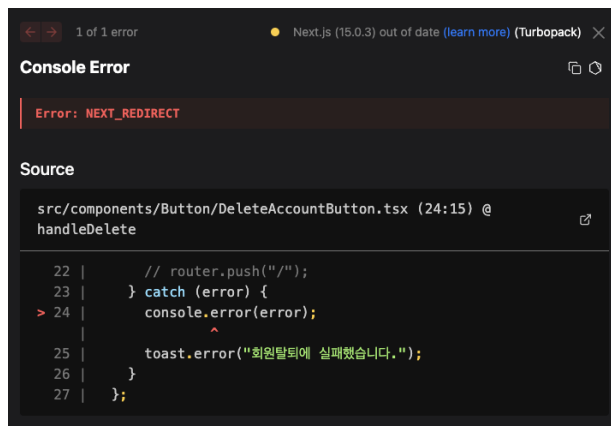 1 of 1 error
Next.js (15.0.3) out of date (learn more) (Turbopack)
Console Error
Error: NEXT_REDIRECT
Source
src/components/Button/DeleteAccountButton.tsx (24:15) @
handleDelete
22 | // router.push("/");
23 | } catch (error) {
> 24 | console.error(error);
| ^
25 | toast.error("회원탈퇴에 실패했습니다.");
26 | }
27 | };